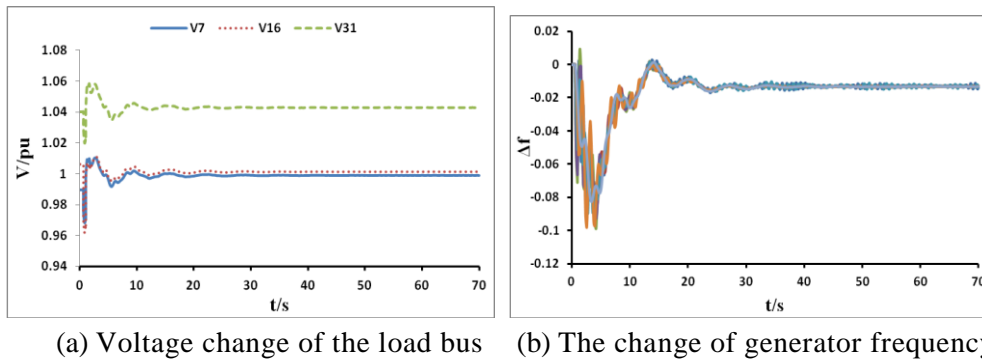 V7 V16 V31
1.08
1.06
1.04
1.02
1
0.98
0.96
0.94
V/pu
0 10 20 30 40 50 60 70
t/s
0.02
0
-0.02
-0.04
-0.06
-0.08
-0.1
-0.12
Δf
0 10 20 30 40 50 60 70
t/s
(a) Voltage change of the load bus (b) The change of generator frequency